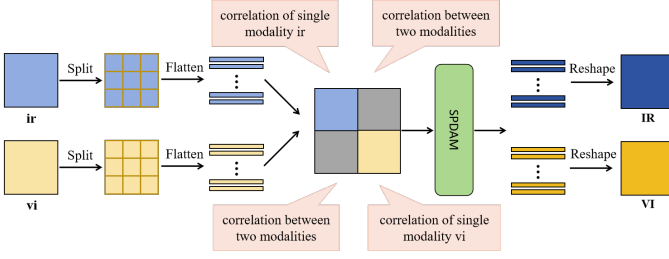 correlation of single
modality ir
correlation between
two modalities
Split
Flatten
Reshape
ir
IR
SPDAM
Split
Flatten
Reshape
vi
VI
correlation between
two modalities
correlation of single
modality vi